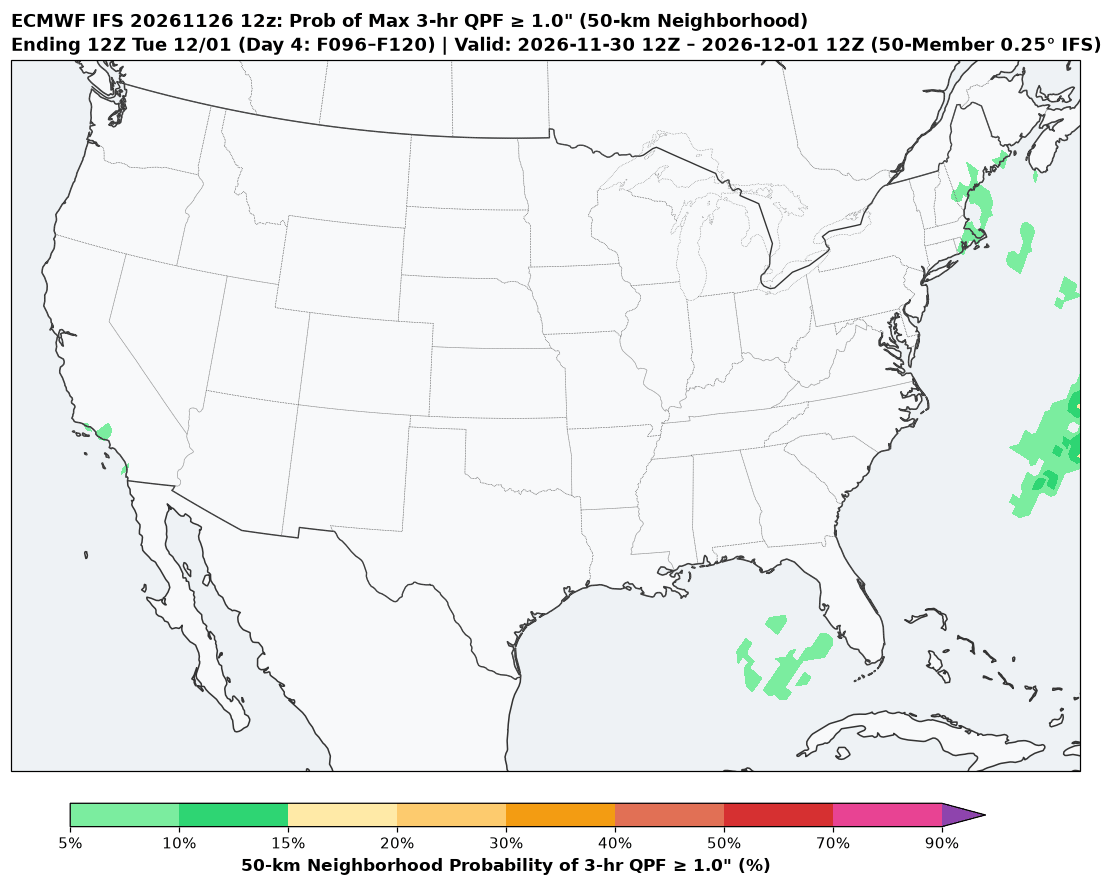 ECMWF IFS 20261126 12z: Prob of Max 3-hr QPF ≥ 1.0" (50-km Neighborhood)
Ending 12Z Tue 12/01 (Day 4: F096–F120) | Valid: 2026-11-30 12Z – 2026-12-01 12Z (50-Member 0.25° IFS)
5% 10% 15% 20% 30% 40% 50% 70% 90%
50-km Neighborhood Probability of 3-hr QPF ≥ 1.0" (%)